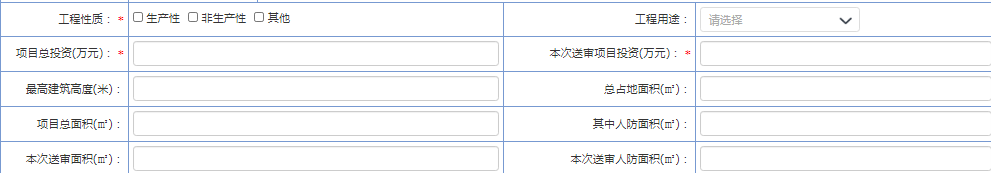 工程性质： * 生产性 非生产性 其他 工程用途： 请选择
项目总投资(万元)： * 本次送审项目投资(万元)： *
最高建筑高度(米)： 总占地面积(㎡)：
项目总面积(㎡)： 其中人防面积(㎡)：
本次送审面积(㎡)： 本次送审人防面积(㎡)：